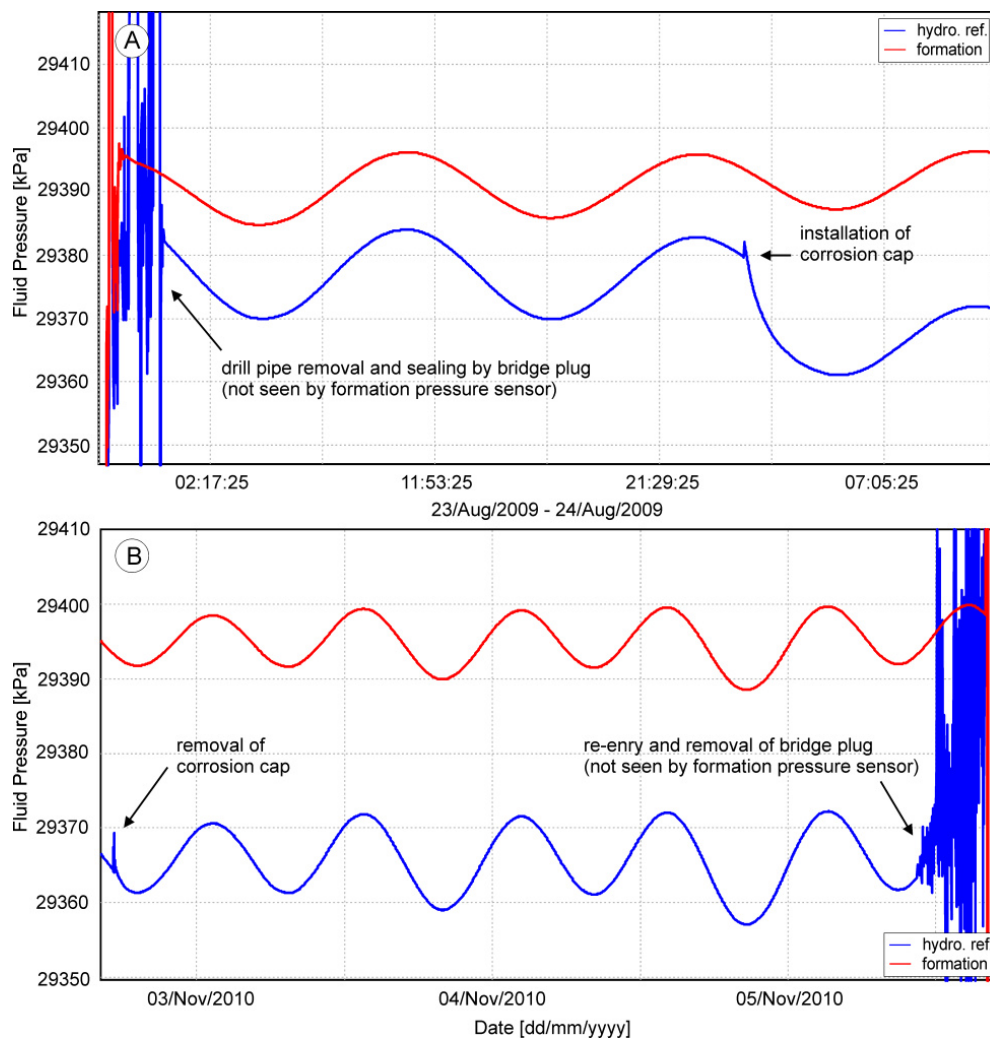 A
hydro. ref.
formation
29410
29400
29390
29380
29370
29360
29350
Fluid Pressure [kPa]
installation of
corrosion cap
drill pipe removal and sealing by bridge plug
(not seen by formation pressure sensor)
02:17:25
11:53:25
21:29:25
07:05:25
23/Aug/2009 - 24/Aug/2009
B
29410
29400
29390
29380
29370
29360
29350
Fluid Pressure [kPa]
removal of
corrosion cap
re-enry and removal of bridge plug
(not seen by formation pressure sensor)
hydro. ref.
formation
03/Nov/2010
04/Nov/2010
05/Nov/2010
Date [dd/mm/yyyy]